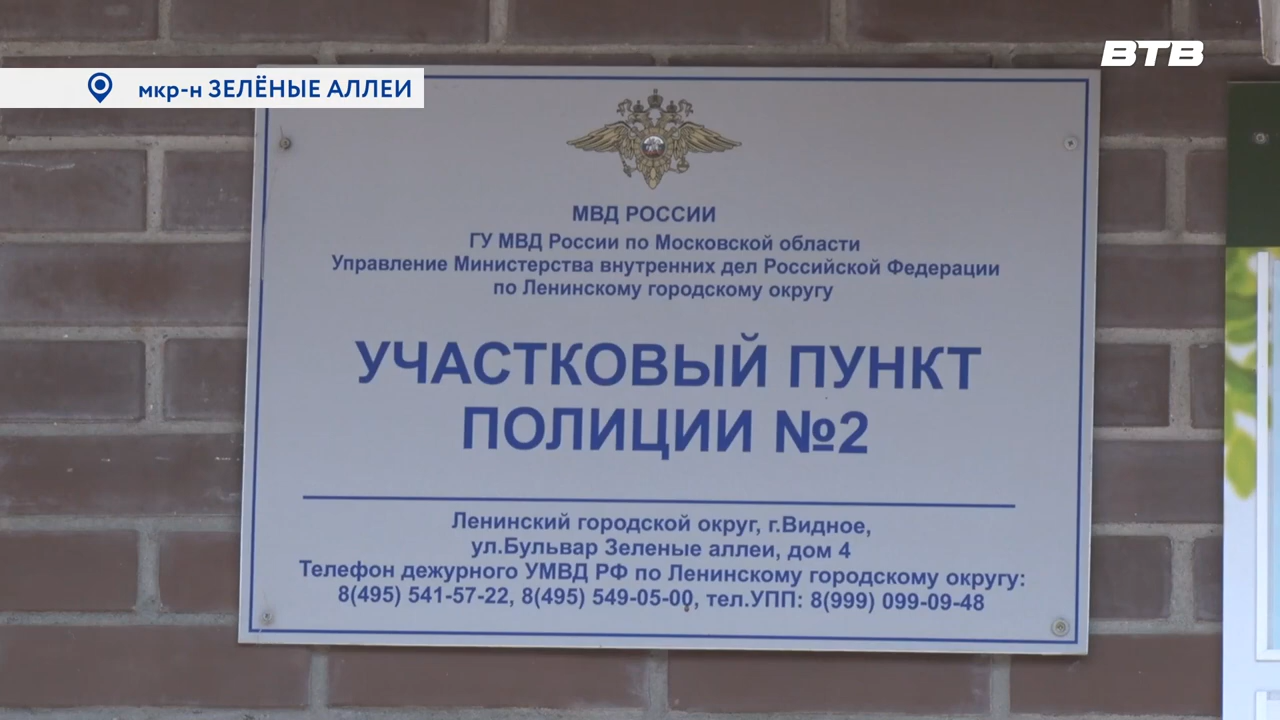 ВТВ
мкр-н ЗЕЛЁНЫЕ АЛЛЕИ
МВД РОССИИ
ГУ МВД России по Московской области
Управление Министерства внутренних дел Российской Федерации
по Ленинскому городскому округу
УЧАСТКОВЫЙ ПУНКТ
ПОЛИЦИИ №2
Ленинский городской округ, г.Видное,
ул.Бульвар Зеленые аллеи, дом 4
Телефон дежурного УМВД РФ по Ленинскому городскому округу:
8(495) 541-57-22, 8(495) 549-05-00, тел.УПП: 8(999) 099-09-48